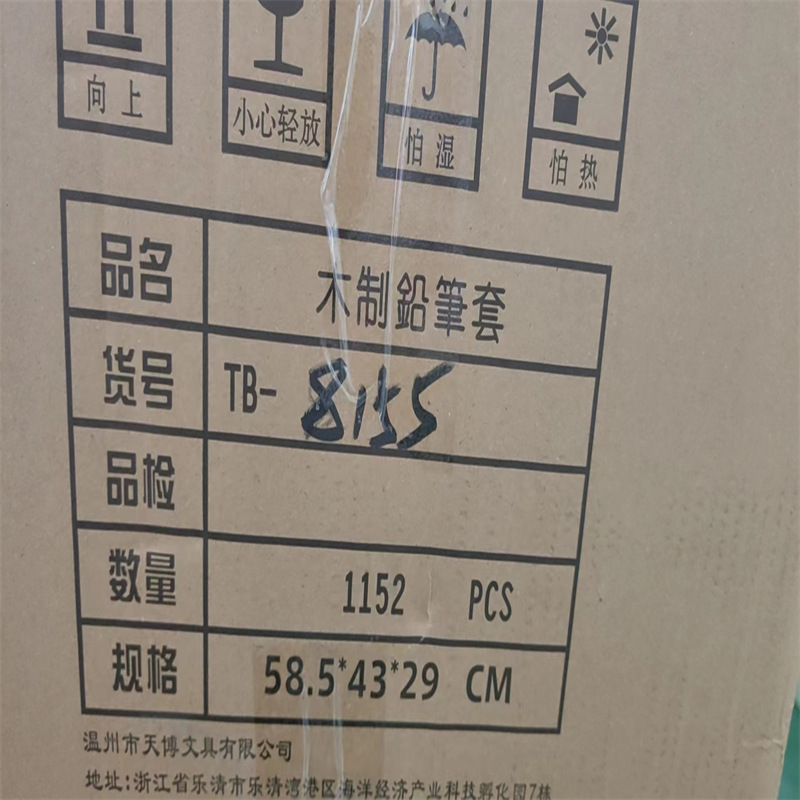 向上 小心轻放 怕湿 怕热
品名 木制鉛筆套
货号 TB-8155
品检
数量 1152 PCS
规格 58.5*43*29 CM
温州市天博文具有限公司
地址:浙江省乐清市乐清湾港区海洋经济产业科技孵化园7栋